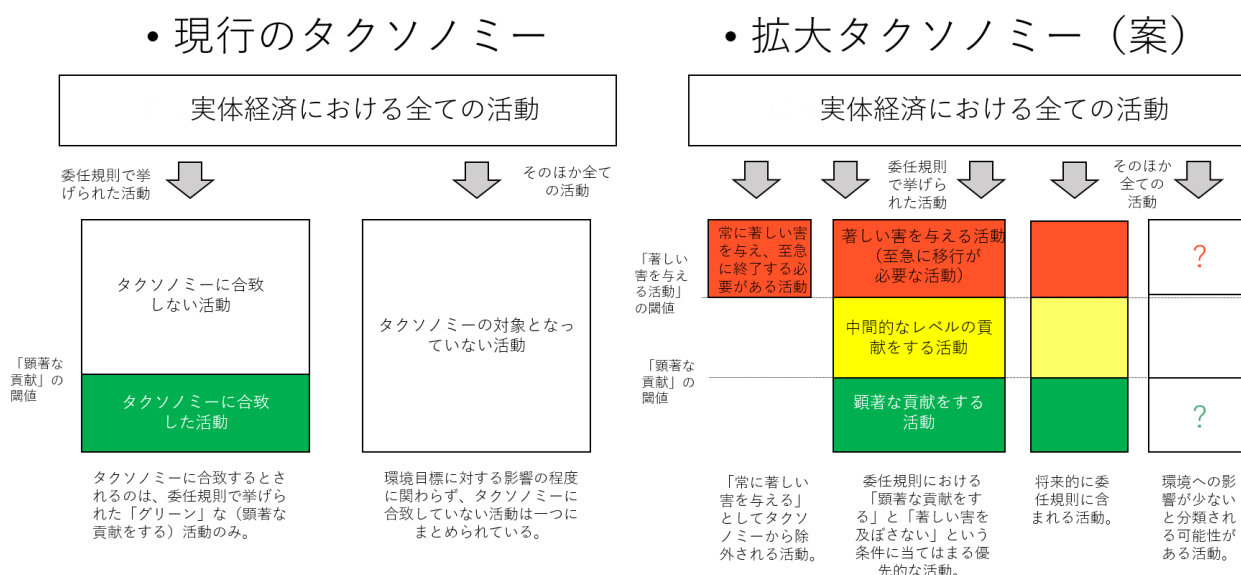 • 現行のタクソノミー
実体経済における全ての活動
委任規則で挙
げられた活動
そのほか全て
の活動
タクソノミーに合致
しない活動
タクソノミーの対象となっ
ていない活動
「顕著な
貢献」の
閾値
タクソノミーに合致
した活動
タクソノミーに合致するとさ
れるのは、委任規則で挙げら
れた「グリーン」な（顕著な
貢献をする）活動のみ。
環境目標に対する影響の程度
に関わらず、タクソノミーに
合致していない活動は一つに
まとめられている。
• 拡大タクソノミー（案）
実体経済における全ての活動
委任規則
で挙げら
れた活動
そのほか
全ての
活動
「著しい
害を与え
る活動」
の閾値
常に著しい害
を与え、至急
に終了する必
要がある活動
著しい害を与える活動
（至急に移行が
必要な活動）
?
中間的なレベルの貢
献をする活動
「顕著な
貢献」の
閾値
顕著な貢献をする
活動
?
「常に著しい
害を与える」
としてタクソ
ノミーから除
外される活動。
委任規則における
「顕著な貢献をす
る」と「著しい害を
及ぼさない」という
条件に当てはまる優
先的な活動。
将来的に委
任規則に含
まれる活動。
環境への影
響が少ない
と分類され
る可能性が
ある活動。